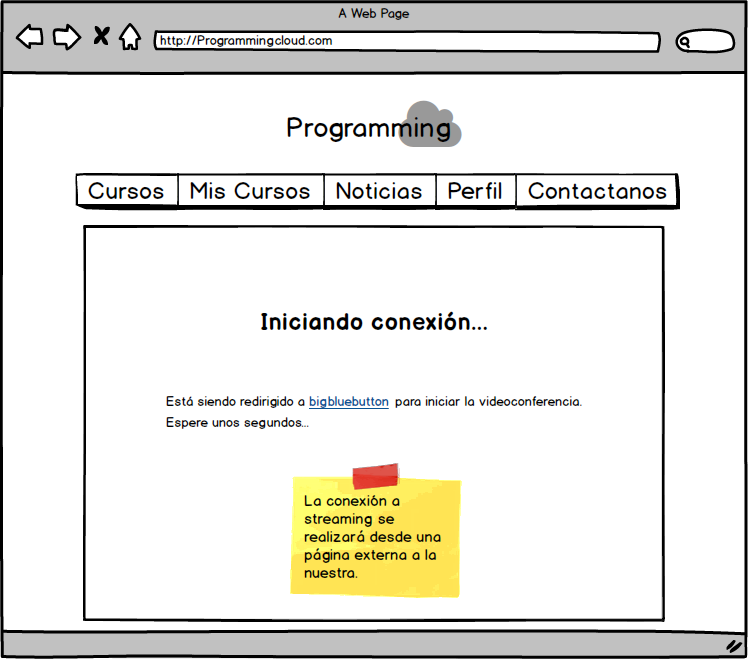 A Web Page
http://Programmingcloud.com
Programming
Cursos Mis Cursos Noticias Perfil Contactanos
Iniciando conexión...
Está siendo redirigido a bigbluebutton para iniciar la videoconferencia.
Espere unos segundos...
La conexión a
streaming se
realizará desde una
página externa a la
nuestra.